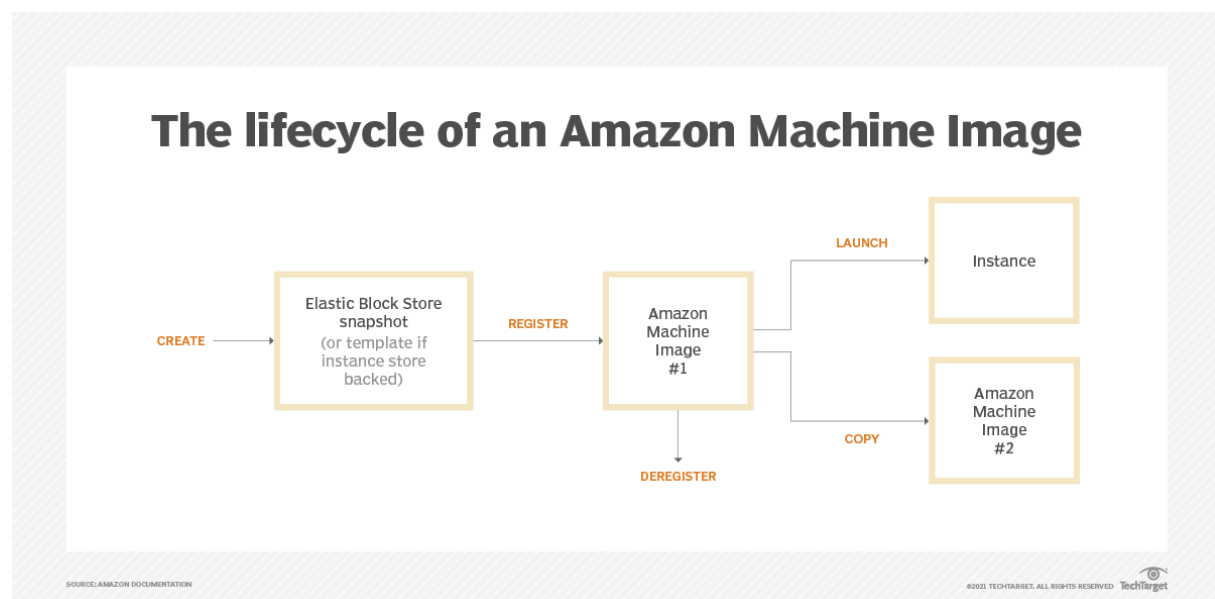 The lifecycle of an Amazon Machine Image
CREATE
Elastic Block Store
snapshot
(or template if
instance store
backed)
REGISTER
Amazon
Machine
Image
#1
DEREGISTER
LAUNCH
Instance
COPY
Amazon
Machine
Image
#2
SOURCE: AMAZON DOCUMENTATION
©2021 TECHTARGET. ALL RIGHTS RESERVED TechTarget